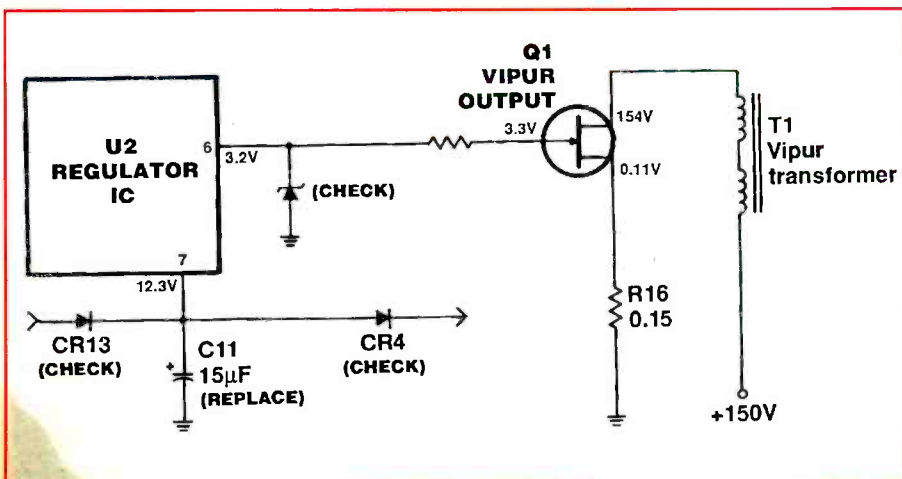 Q1
VIPUR
OUTPUT
U2
REGULATOR
IC
6
3.2V
3.3V
154V
0.11V
T1
Vipur
transformer
(CHECK)
7
12.3V
CR13
(CHECK)
C11
+
15µF
(REPLACE)
CR4
(CHECK)
R16
0.15
+150V